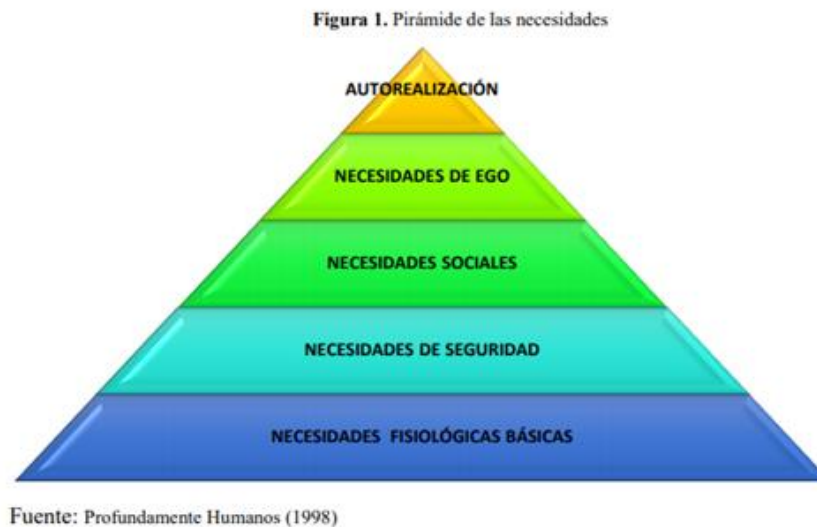 Figura 1. Pirámide de las necesidades
AUTOREALIZACIÓN
NECESIDADES DE EGO
NECESIDADES SOCIALES
NECESIDADES DE SEGURIDAD
NECESIDADES FISIOLÓGICAS BÁSICAS
Fuente: Profundamente Humanos (1998)